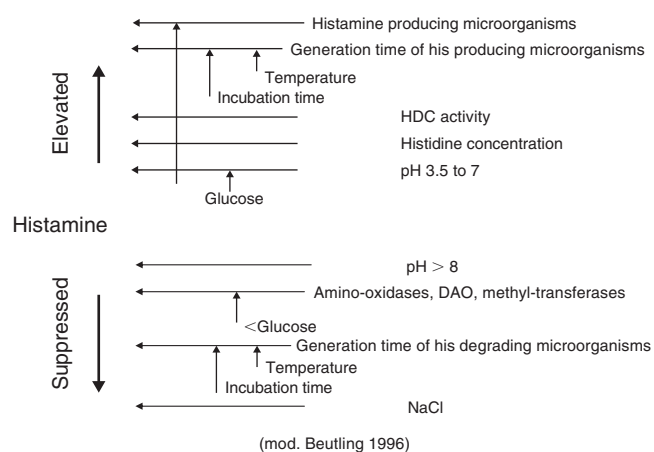 Histamine producing microorganisms
Generation time of his producing microorganisms
Temperature
Incubation time
Elevated
HDC activity
Histidine concentration
pH 3.5 to 7
Glucose
Histamine
pH > 8
Amino-oxidases, DAO, methyl-transferases
<Glucose
Suppressed
Generation time of his degrading microorganisms
Temperature
Incubation time
NaCl
(mod. Beutling 1996)